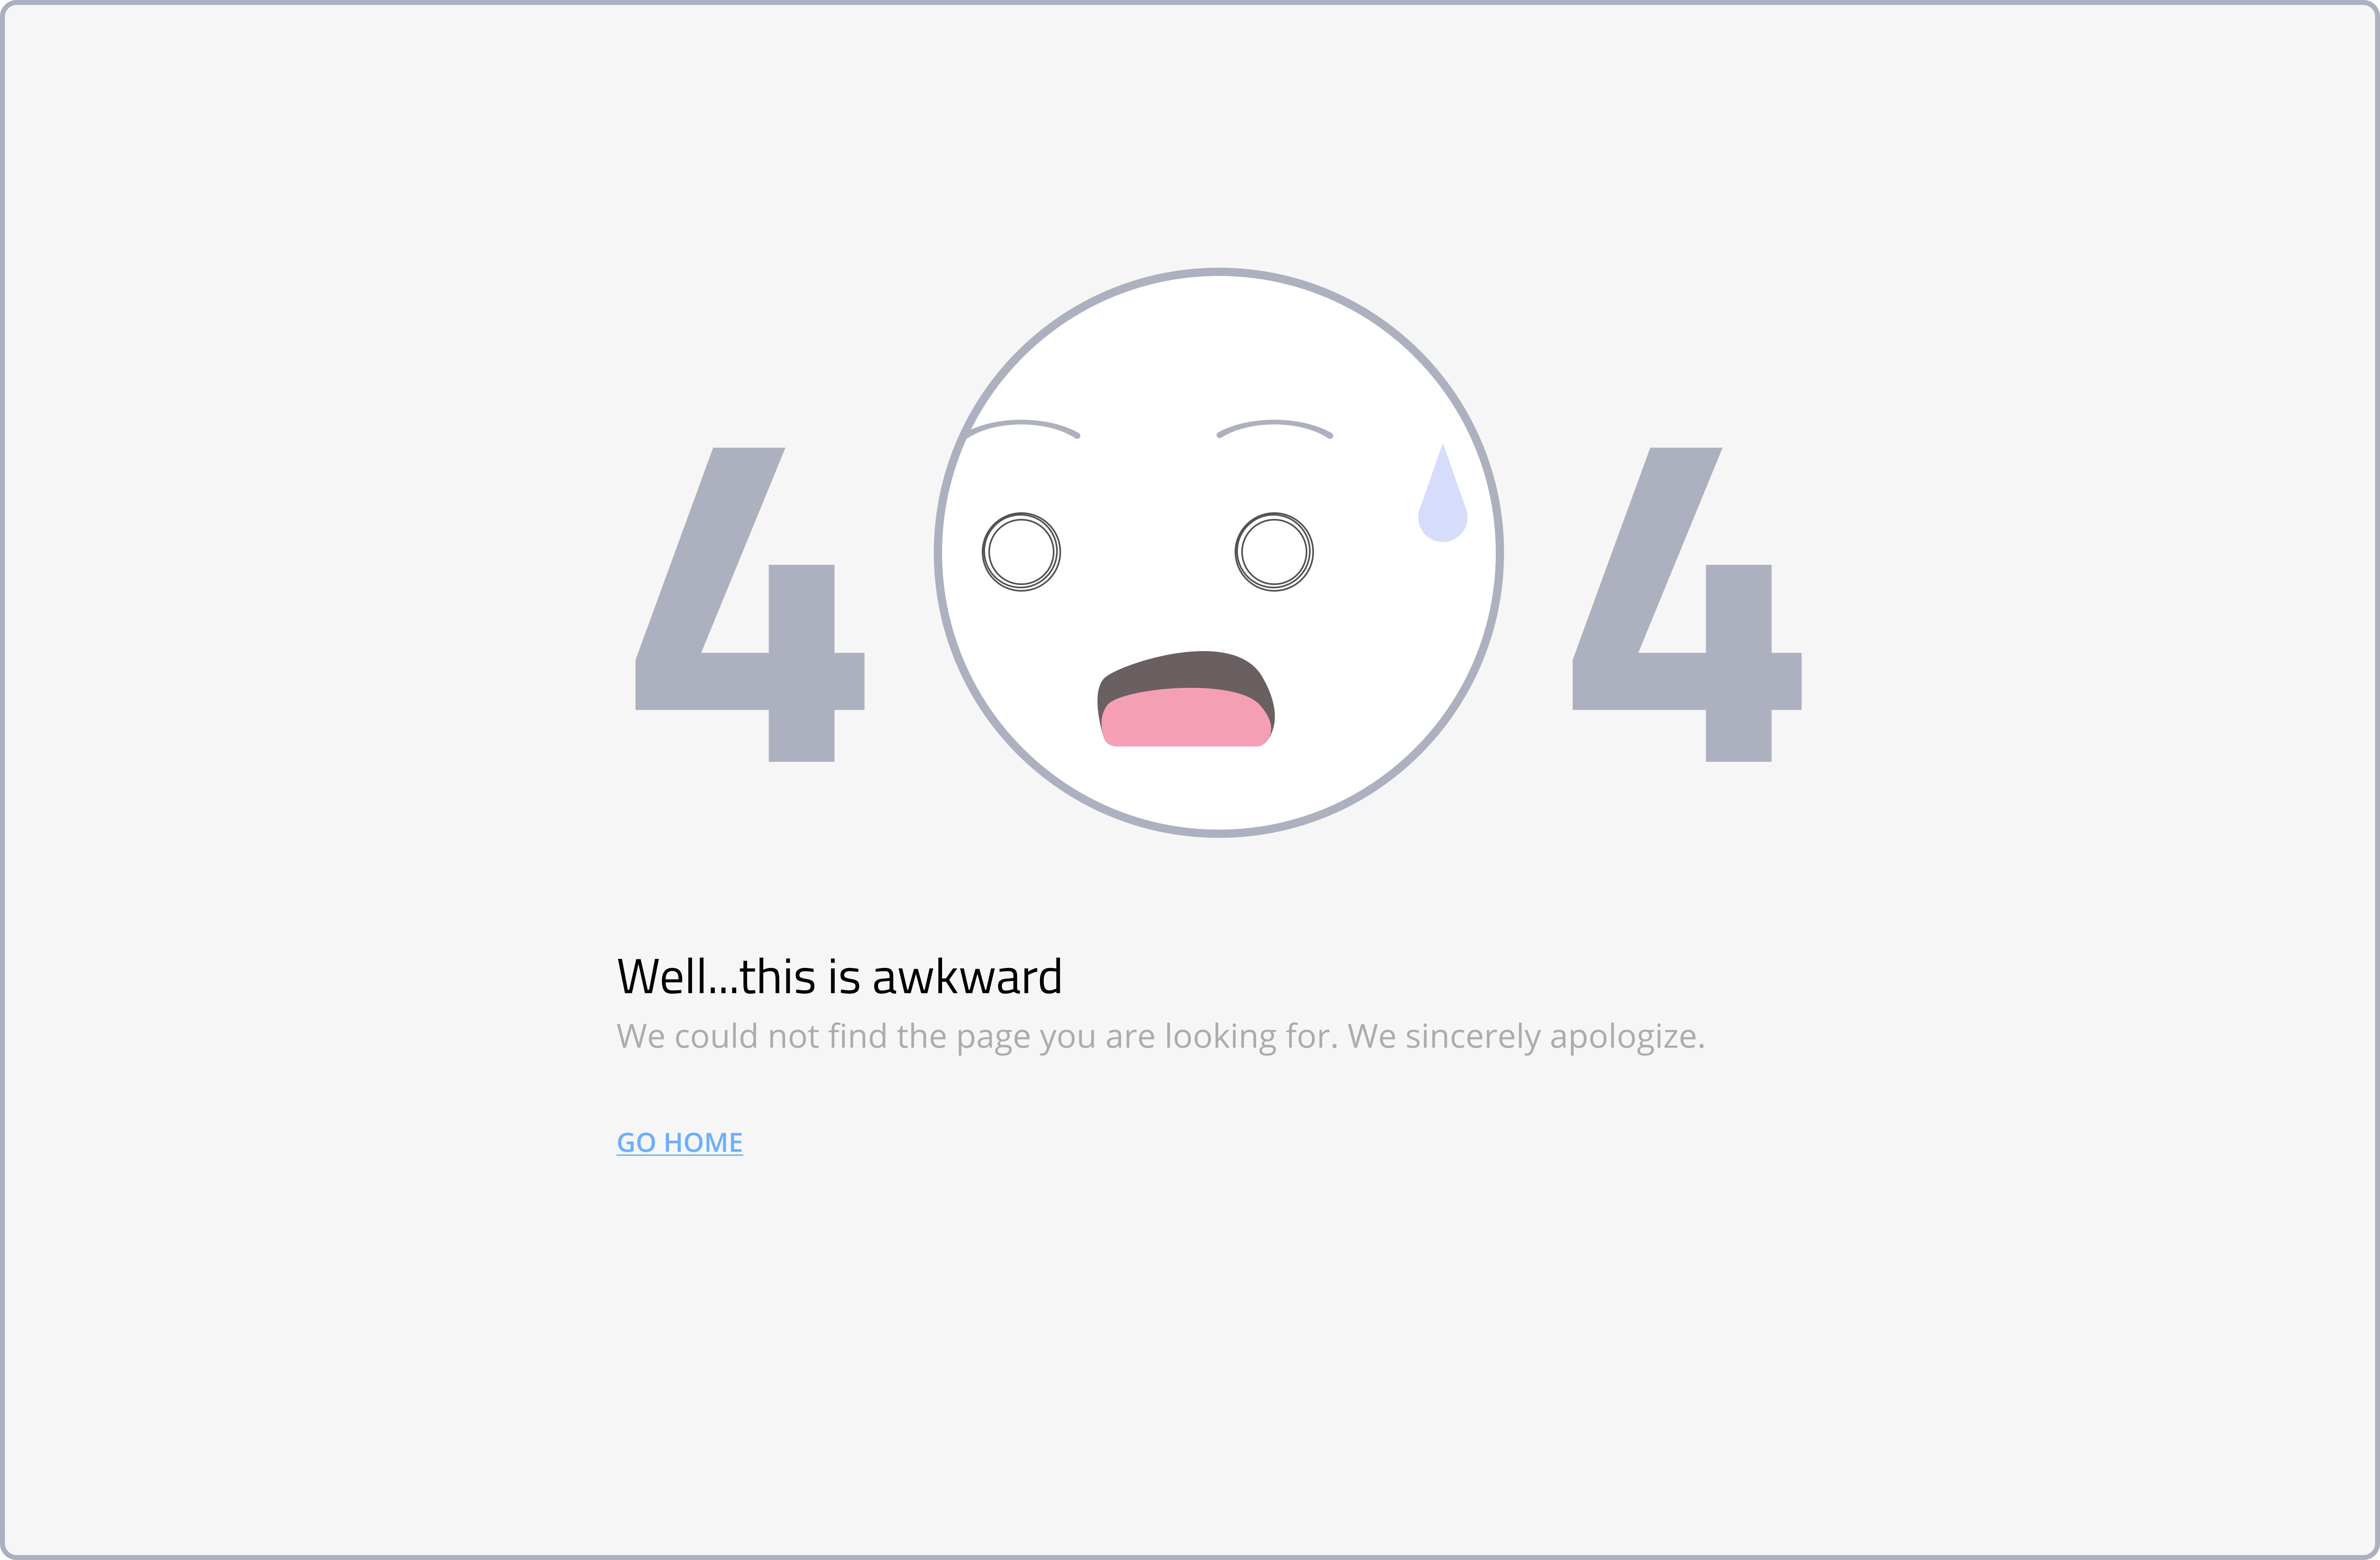 4 4
Well...this is awkward
We could not find the page you are looking for. We sincerely apologize.
GO HOME